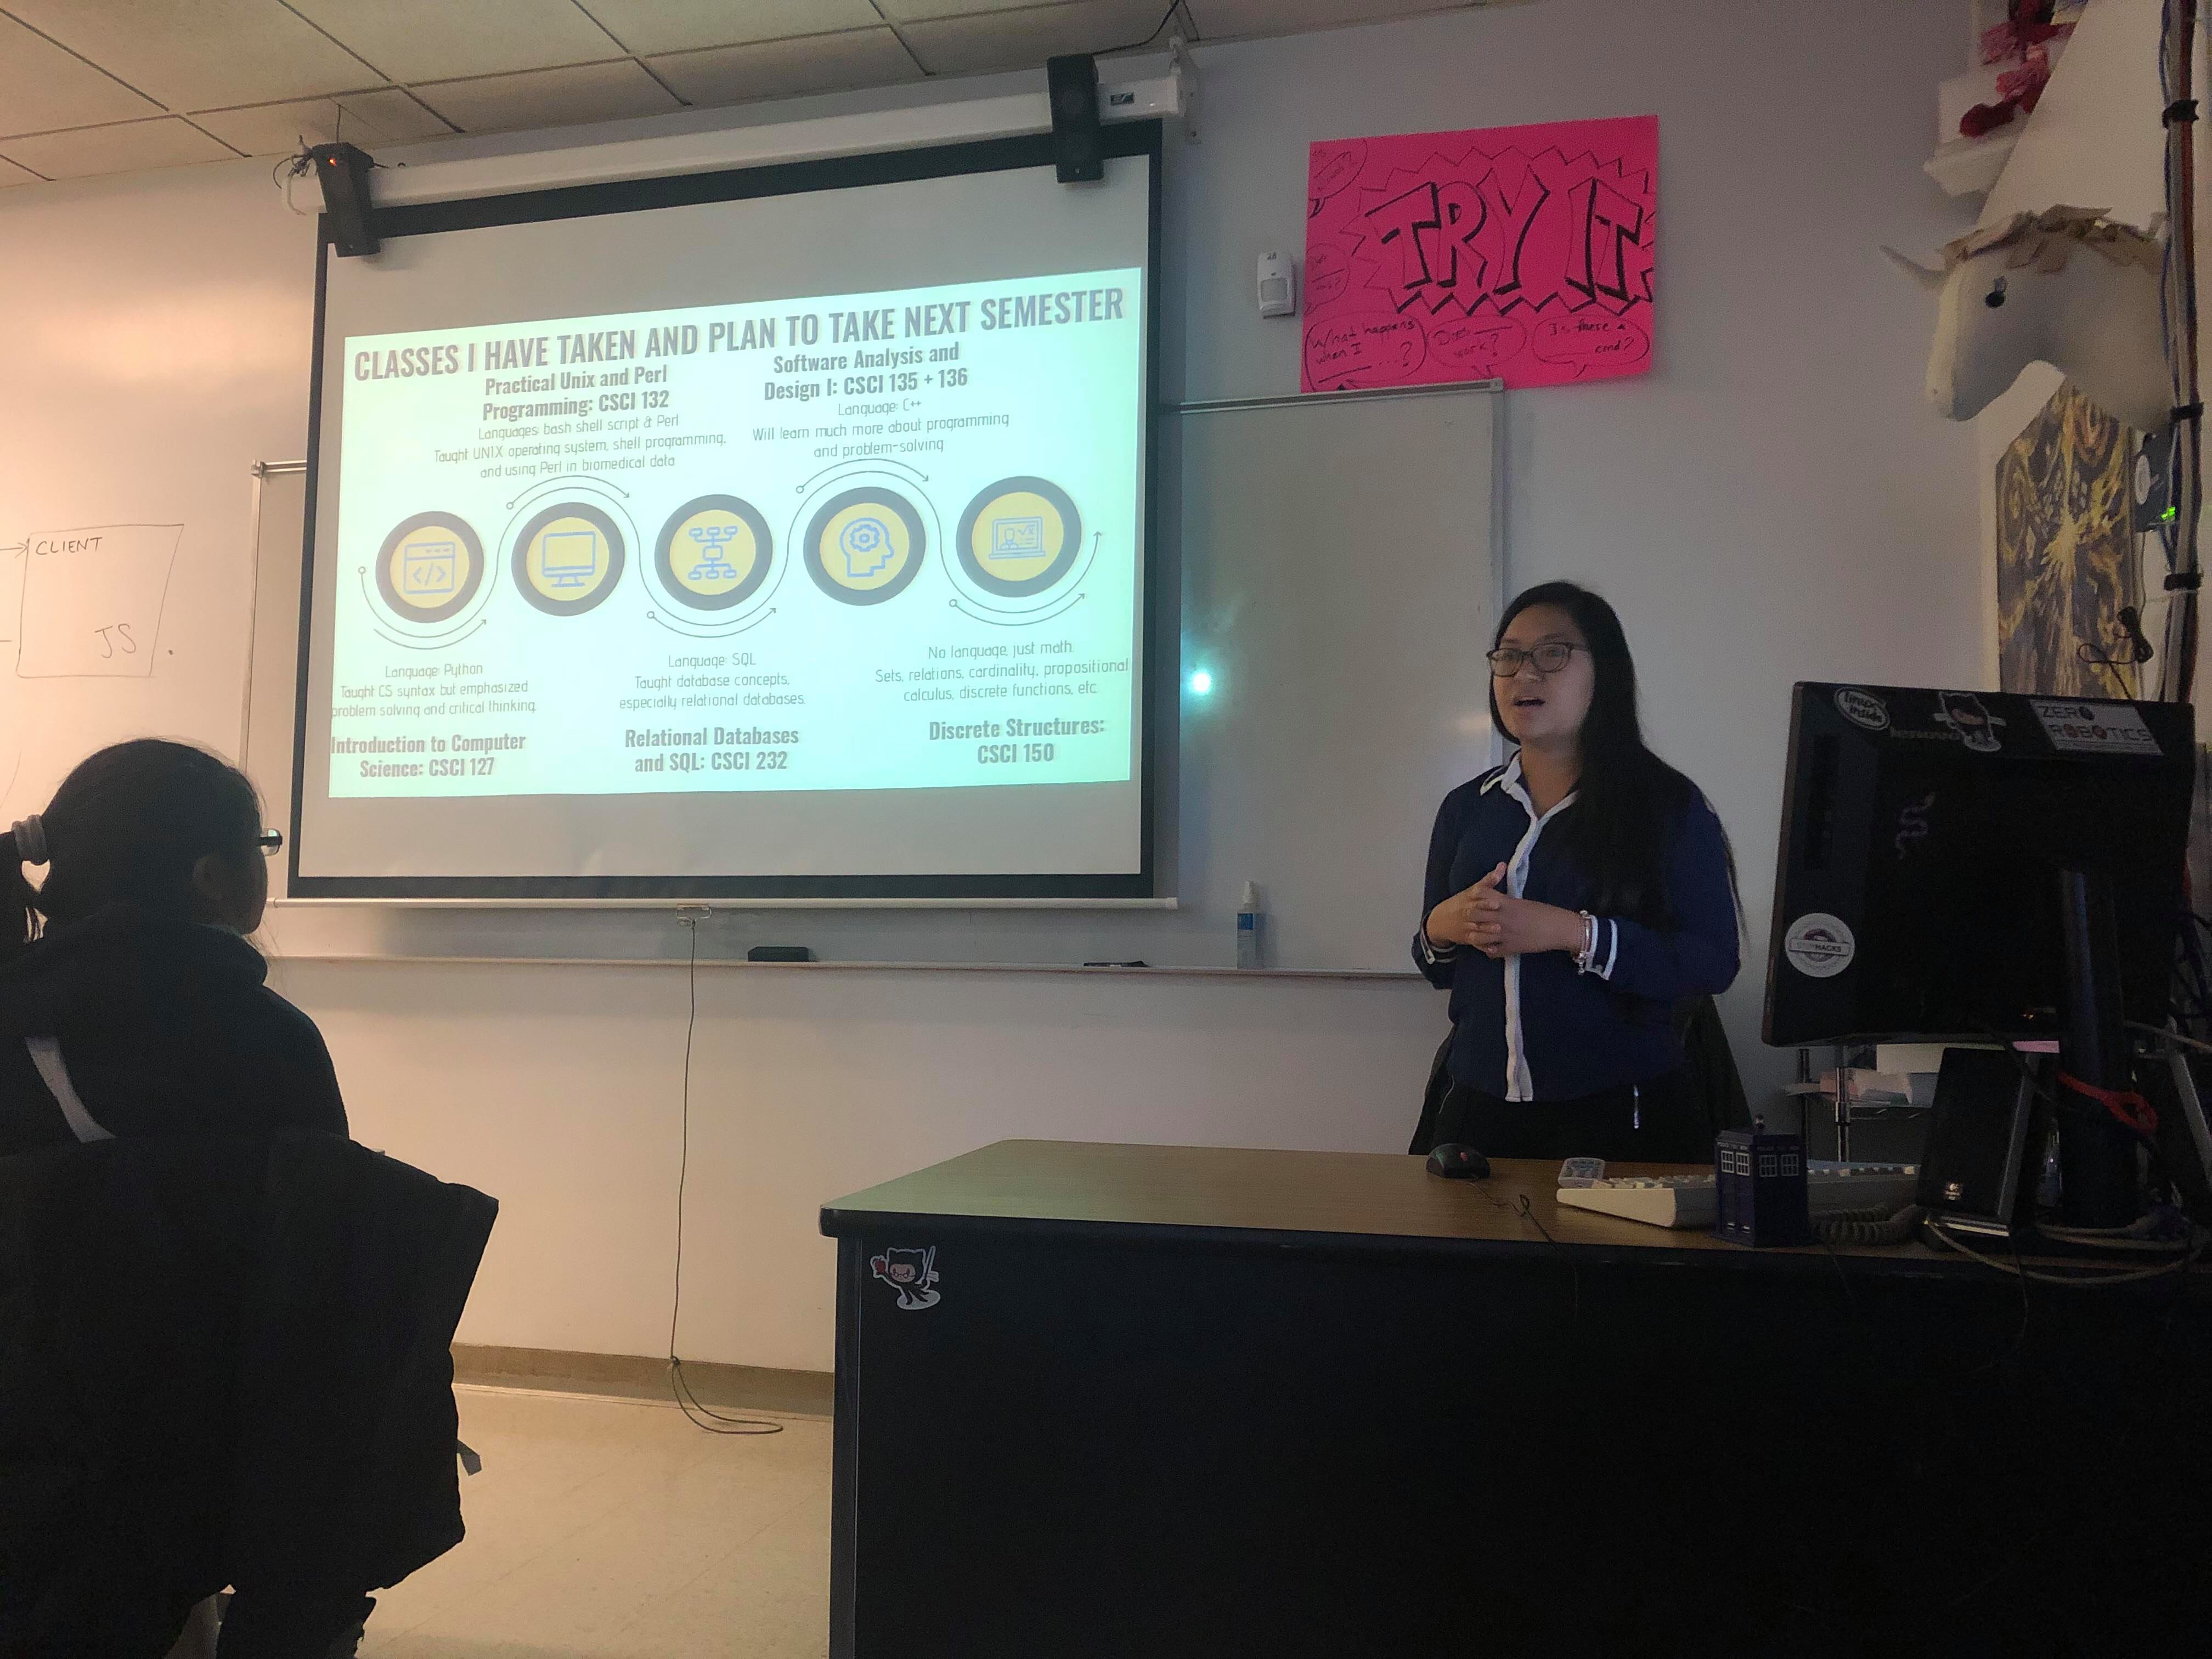 CLASSES I HAVE TAKEN AND PLAN TO TAKE NEXT SEMESTER
Practical Unix and Perl
Programming: CSCI 132
Languages: bash shell script & Perl
Taught UNIX operating system, shell programming,
and using Perl in biomedical data
Software Analysis and
Design I: CSCI 135 + 136
Language: C++
Will learn much more about programming
and problem-solving
Language: Python
Taught CS syntax but emphasized
problem solving and critical thinking.
Introduction to Computer
Science: CSCI 127
Language: SQL
Taught database concepts,
especially relational databases.
Relational Databases
and SQL: CSCI 232
No language, just math.
Sets, relations, cardinality, propositional
calculus, discrete functions, etc.
Discrete Structures:
CSCI 150
CLIENT
JS
TRY IT
What happens
when I
...?
Does
work?
Is there a
cmd?
linux
inside
ZERO
ROBOTICS
HACKS